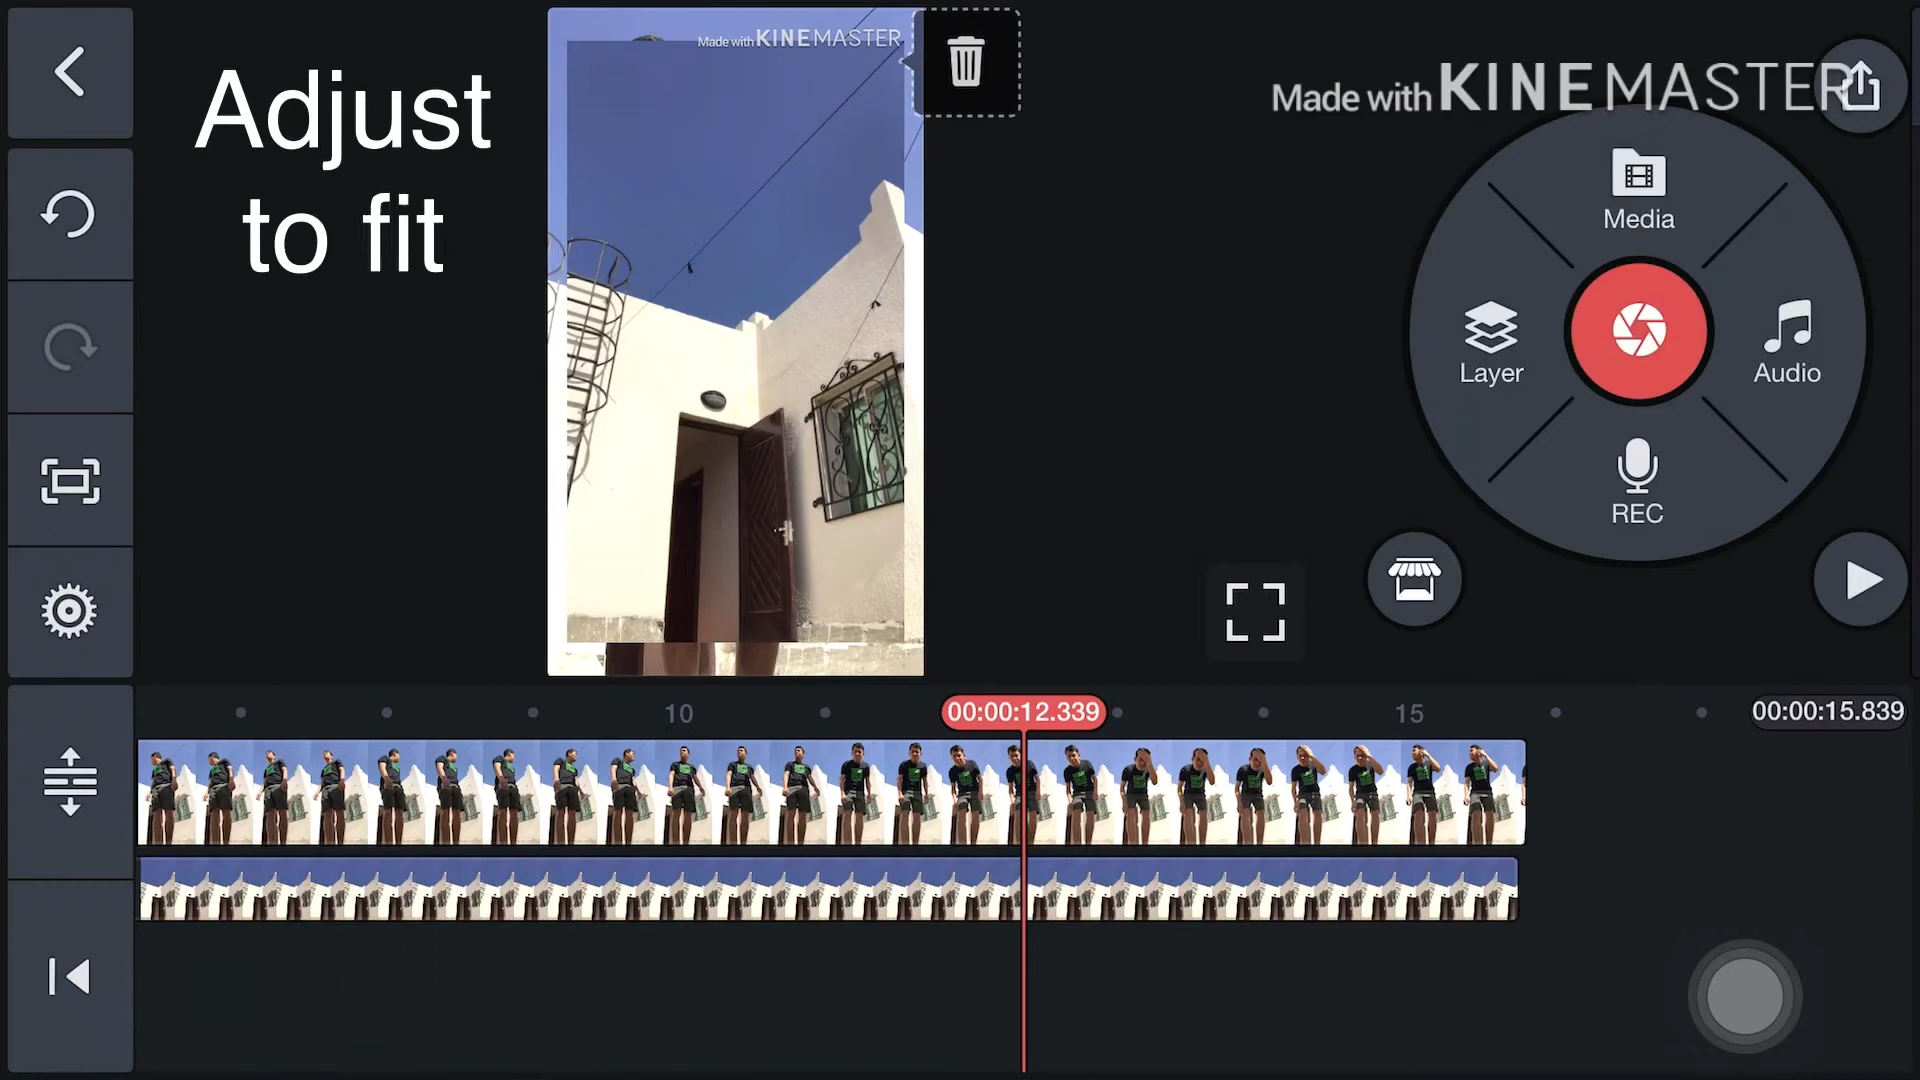 Adjust
to fit
Made with KINEMASTER
Made with KINEMASTER
Media
Layer
Audio
REC
10
00:00:12.339
15
00:00:15.839